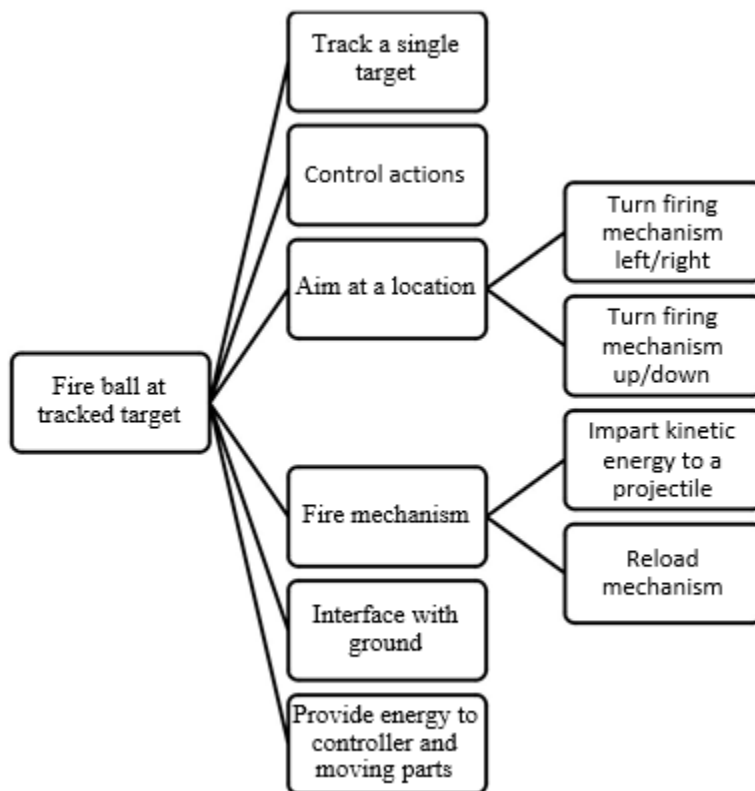 Track a single
target
Control actions
Turn firing
mechanism
left/right
Aim at a location
Turn firing
mechanism
up/down
Fire ball at
tracked target
Impart kinetic
energy to a
projectile
Fire mechanism
Reload
mechanism
Interface with
ground
Provide energy to
controller and
moving parts